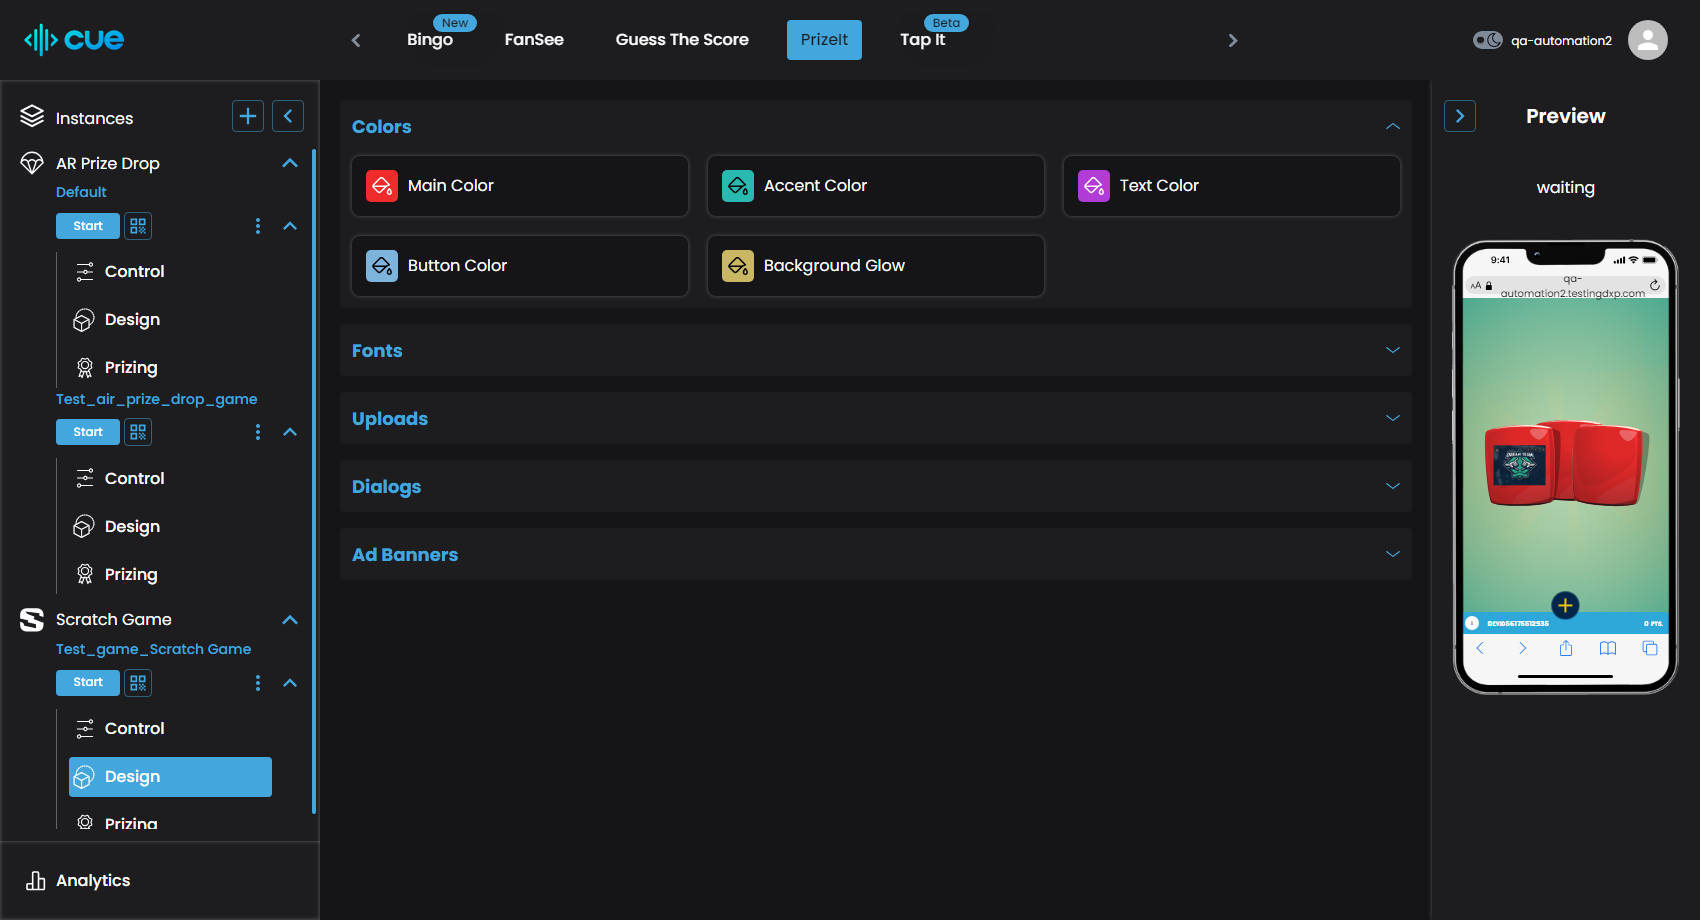 cue
Bingo
New
FanSee
Guess The Score
PrizeIt
Tap It
Beta
qa-automation2
Instances
AR Prize Drop
Default
Start
Control
Design
Prizing
Test_air_prize_drop_game
Start
Control
Design
Prizing
Scratch Game
Test_game_Scratch Game
Start
Control
Design
Prizing
Analytics
Colors
Main Color
Accent Color
Text Color
Button Color
Background Glow
Fonts
Uploads
Dialogs
Ad Banners
Preview
waiting
9:41
AA
qa-
automation2.testingdxp.com
0 PTS.